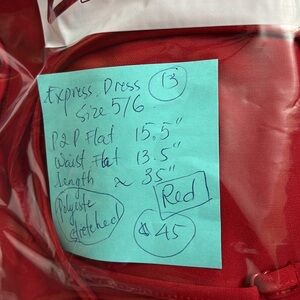 Express Dress 13
Size 5/6
P2P Flat 15.5"
Waist Flat 13.5"
Length ~ 35"
Polyeste Red
stretched $45